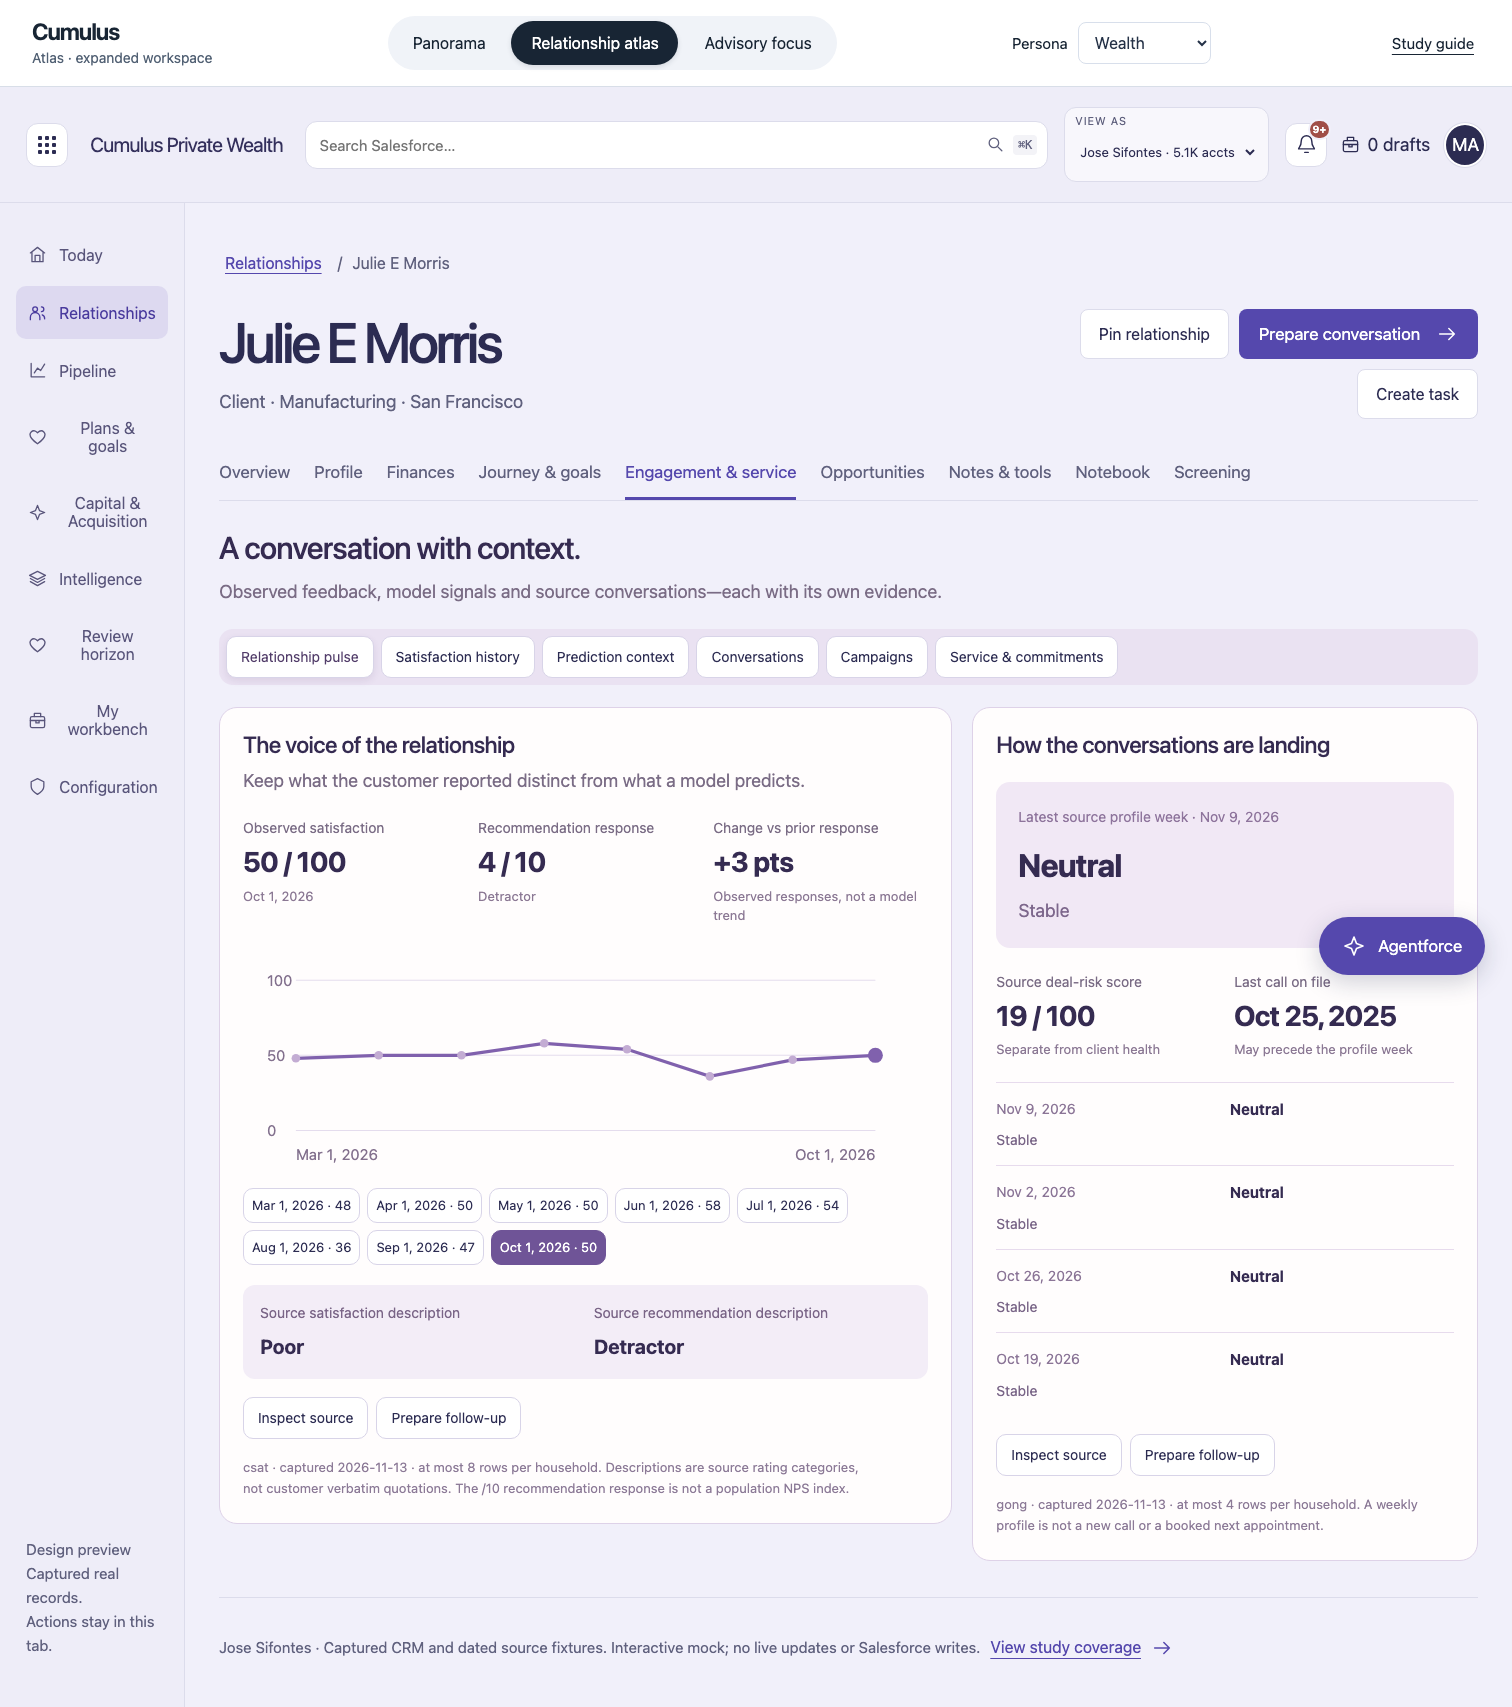 Cumulus
Atlas · expanded workspace
Panorama
Relationship atlas
Advisory focus
Persona
Wealth
Study guide
Cumulus Private Wealth
Search Salesforce...
⌘K
VIEW AS
Jose Sifontes · 5.1K accts
9+
0 drafts
MA
Today
Relationships
Pipeline
Plans &
goals
Capital &
Acquisition
Intelligence
Review
horizon
My
workbench
Configuration
Design preview
Captured real
records.
Actions stay in this
tab.
Relationships / Julie E Morris
Julie E Morris
Client · Manufacturing · San Francisco
Pin relationship
Prepare conversation →
Create task
Overview
Profile
Finances
Journey & goals
Engagement & service
Opportunities
Notes & tools
Notebook
Screening
A conversation with context.
Observed feedback, model signals and source conversations—each with its own evidence.
Relationship pulse
Satisfaction history
Prediction context
Conversations
Campaigns
Service & commitments
The voice of the relationship
Keep what the customer reported distinct from what a model predicts.
Observed satisfaction
50 / 100
Oct 1, 2026
Recommendation response
4 / 10
Detractor
Change vs prior response
+3 pts
Observed responses, not a model
trend
100
50
0
Mar 1, 2026
Oct 1, 2026
Mar 1, 2026 · 48
Apr 1, 2026 · 50
May 1, 2026 · 50
Jun 1, 2026 · 58
Jul 1, 2026 · 54
Aug 1, 2026 · 36
Sep 1, 2026 · 47
Oct 1, 2026 · 50
Source satisfaction description
Poor
Source recommendation description
Detractor
Inspect source
Prepare follow-up
csat · captured 2026-11-13 · at most 8 rows per household. Descriptions are source rating categories,
not customer verbatim quotations. The /10 recommendation response is not a population NPS index.
How the conversations are landing
Latest source profile week · Nov 9, 2026
Neutral
Stable
Agentforce
Source deal-risk score
19 / 100
Separate from client health
Last call on file
Oct 25, 2025
May precede the profile week
Nov 9, 2026
Neutral
Stable
Nov 2, 2026
Neutral
Stable
Oct 26, 2026
Neutral
Stable
Oct 19, 2026
Neutral
Stable
Inspect source
Prepare follow-up
gong · captured 2026-11-13 · at most 4 rows per household. A weekly
profile is not a new call or a booked next appointment.
Jose Sifontes · Captured CRM and dated source fixtures. Interactive mock; no live updates or Salesforce writes.
View study coverage →